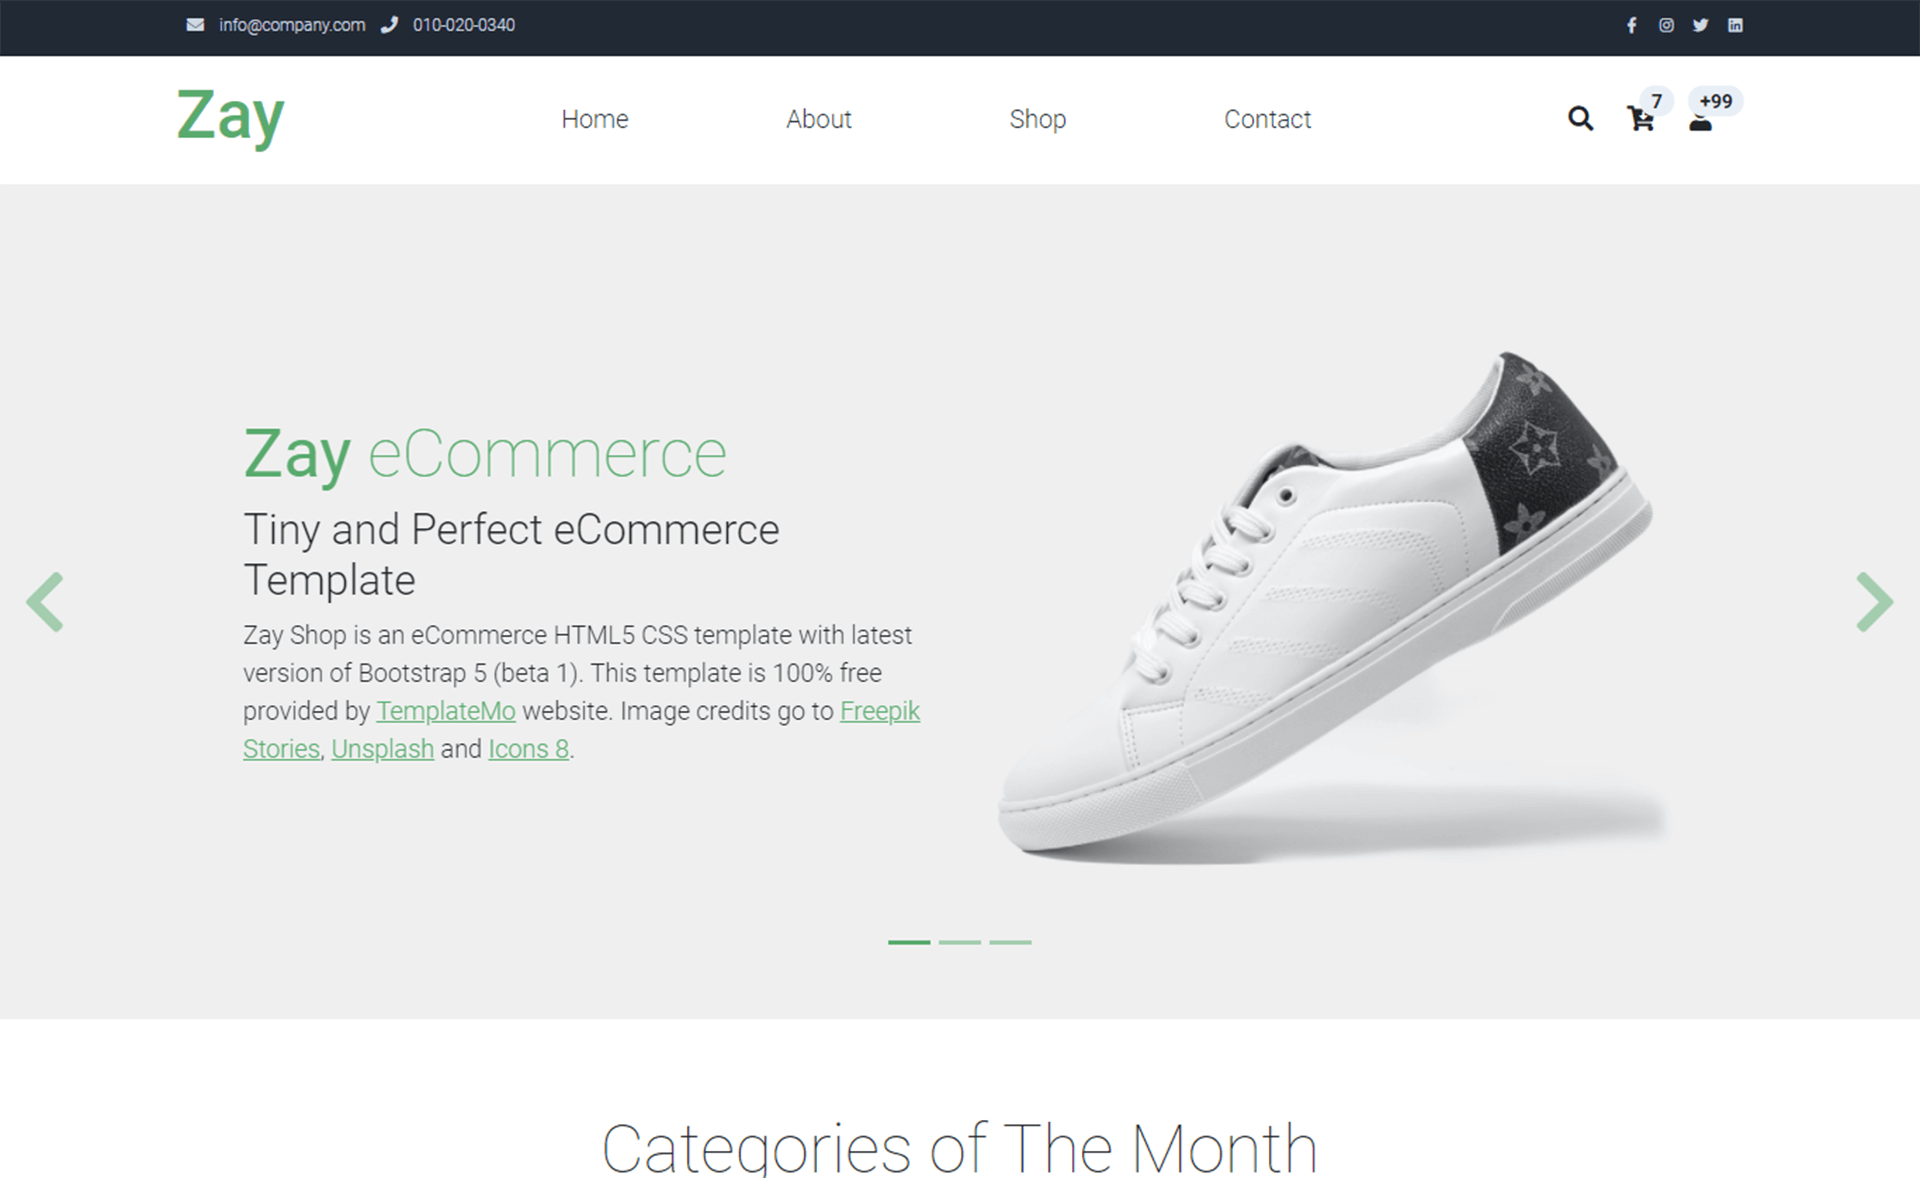 info@company.com 010-020-0340
Zay
Home About Shop Contact
7 +99
Zay eCommerce
Tiny and Perfect eCommerce
Template
Zay Shop is an eCommerce HTML5 CSS template with latest
version of Bootstrap 5 (beta 1). This template is 100% free
provided by TemplateMo website. Image credits go to Freepik
Stories, Unsplash and Icons 8.
Categories of The Month